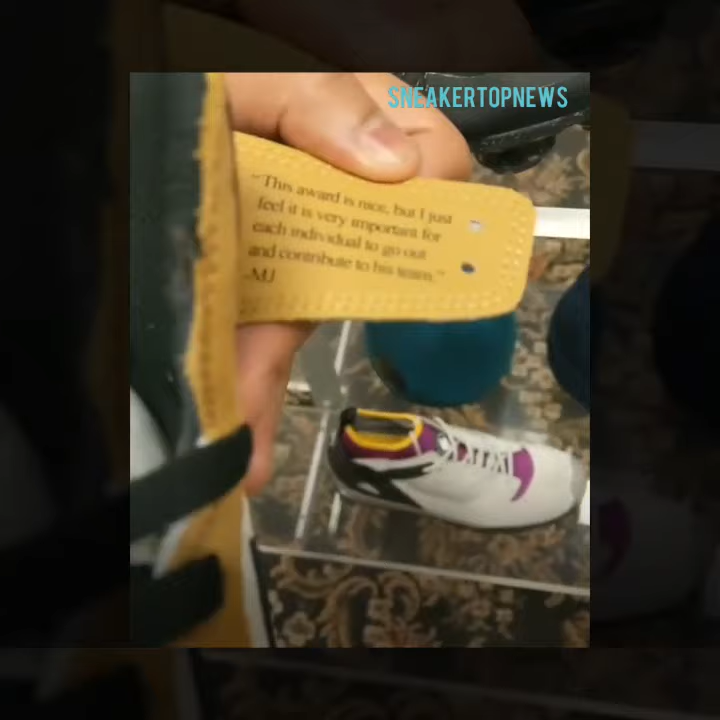 SNEAKERTOPNEWS
"This award is nice, but I just
feel it is very important for
each individual to go out
and contribute to his team."
-MJ